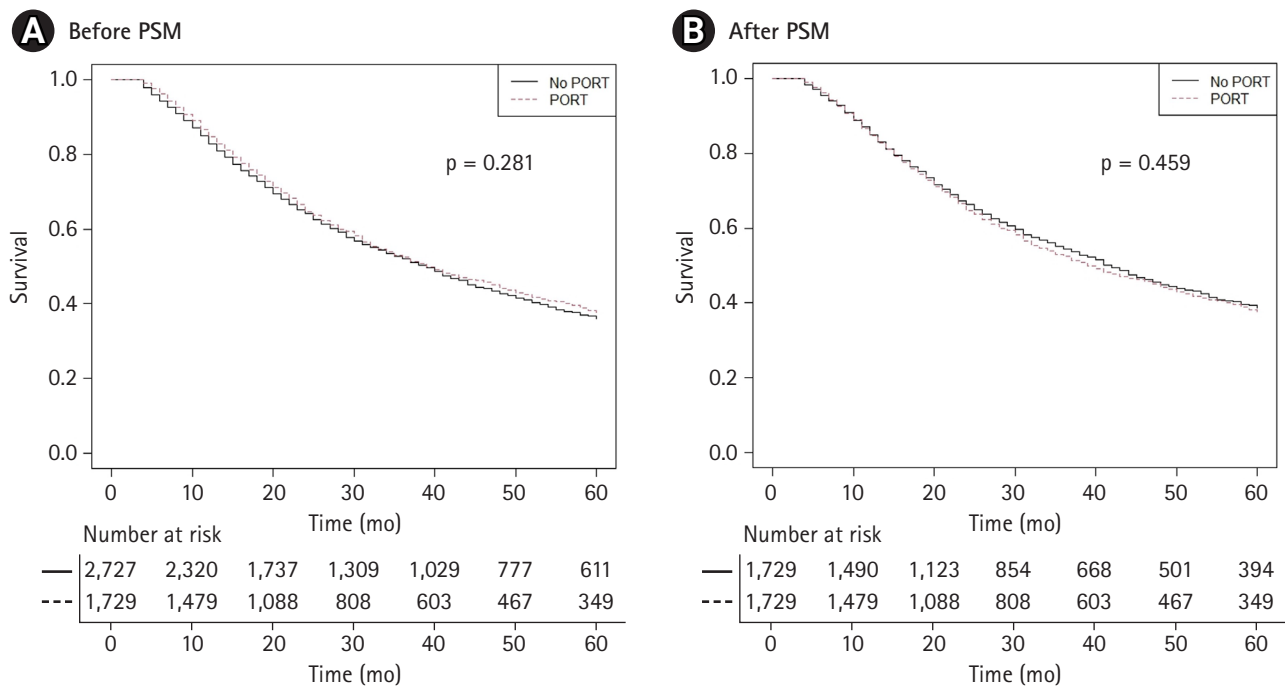 A Before PSM
1.0
0.8
0.6
0.4
0.2
0.0
Survival
No PORT
PORT
p = 0.281
0 10 20 30 40 50 60
Time (mo)
Number at risk
2,727 2,320 1,737 1,309 1,029 777 611
1,729 1,479 1,088 808 603 467 349
0 10 20 30 40 50 60
Time (mo)
B After PSM
1.0
0.8
0.6
0.4
0.2
0.0
Survival
No PORT
PORT
p = 0.459
0 10 20 30 40 50 60
Time (mo)
Number at risk
1,729 1,490 1,123 854 668 501 394
1,729 1,479 1,088 808 603 467 349
0 10 20 30 40 50 60
Time (mo)